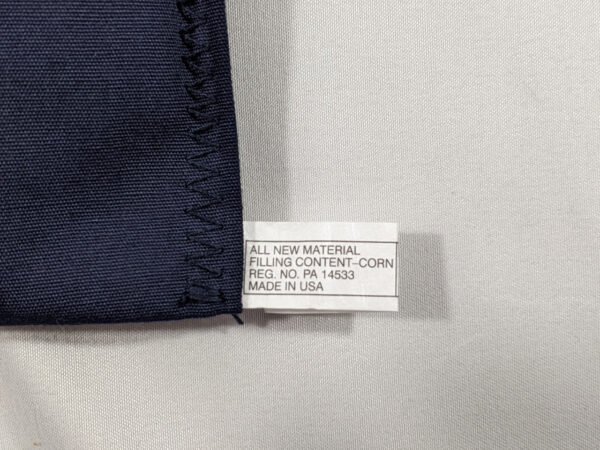 ALL NEW MATERIAL
FILLING CONTENT–CORN
REG. NO. PA 14533
MADE IN USA